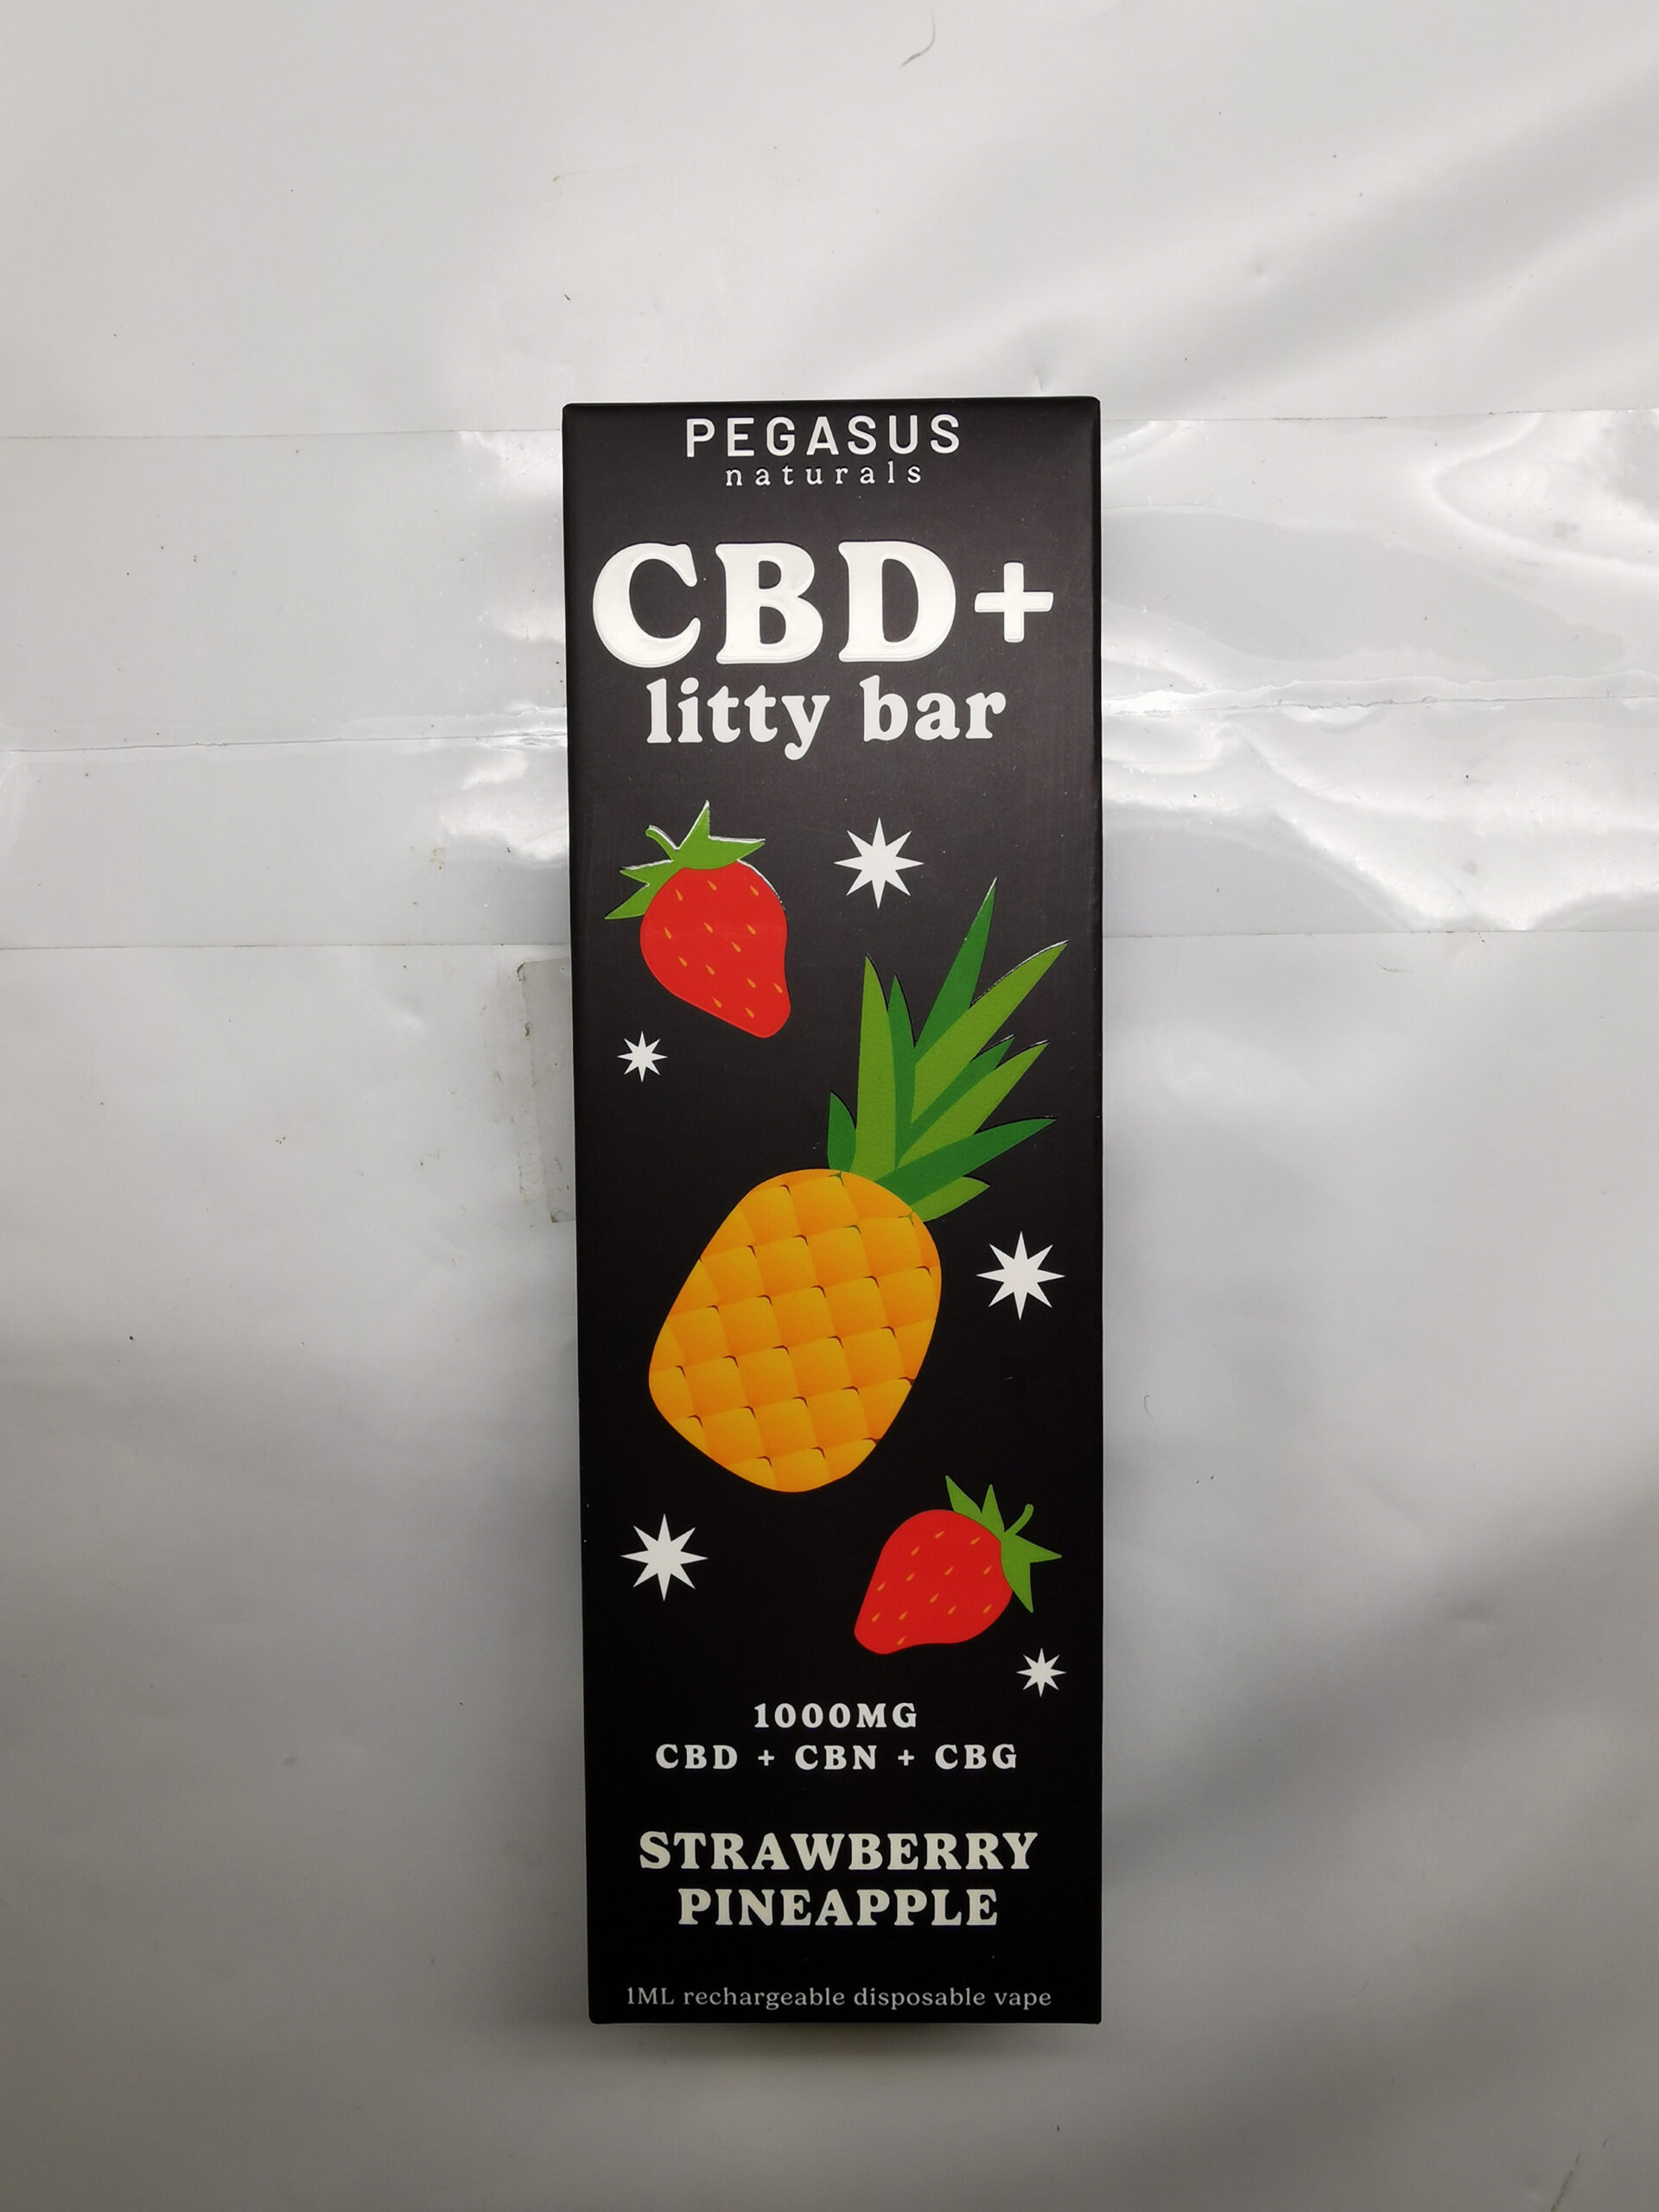 PEGASUS
naturals
CBD+
litty bar
1000MG
CBD + CBN + CBG
STRAWBERRY
PINEAPPLE
1ML rechargeable disposable vape